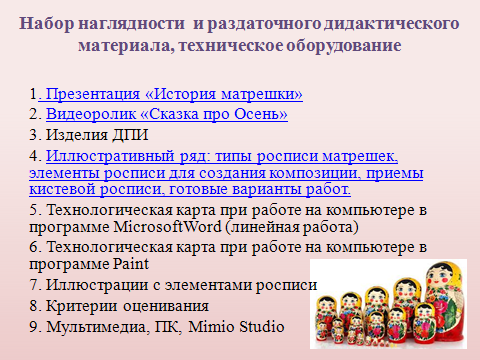 Набор наглядности и раздаточного дидактического
материала, техническое оборудование
1. Презентация «История матрешки»
2. Видеоролик «Сказка про Осень»
3. Изделия ДПИ
4. Иллюстративный ряд: типы росписи матрешек,
элементы росписи для создания композиции, приемы
кистевой росписи, готовые варианты работ.
5. Технологическая карта при работе на компьютере в
программе MicrosoftWord (линейная работа)
6. Технологическая карта при работе на компьютере в
программе Paint
7. Иллюстрации с элементами росписи
8. Критерии оценивания
9. Мультимедиа, ПК, Mimio Studio